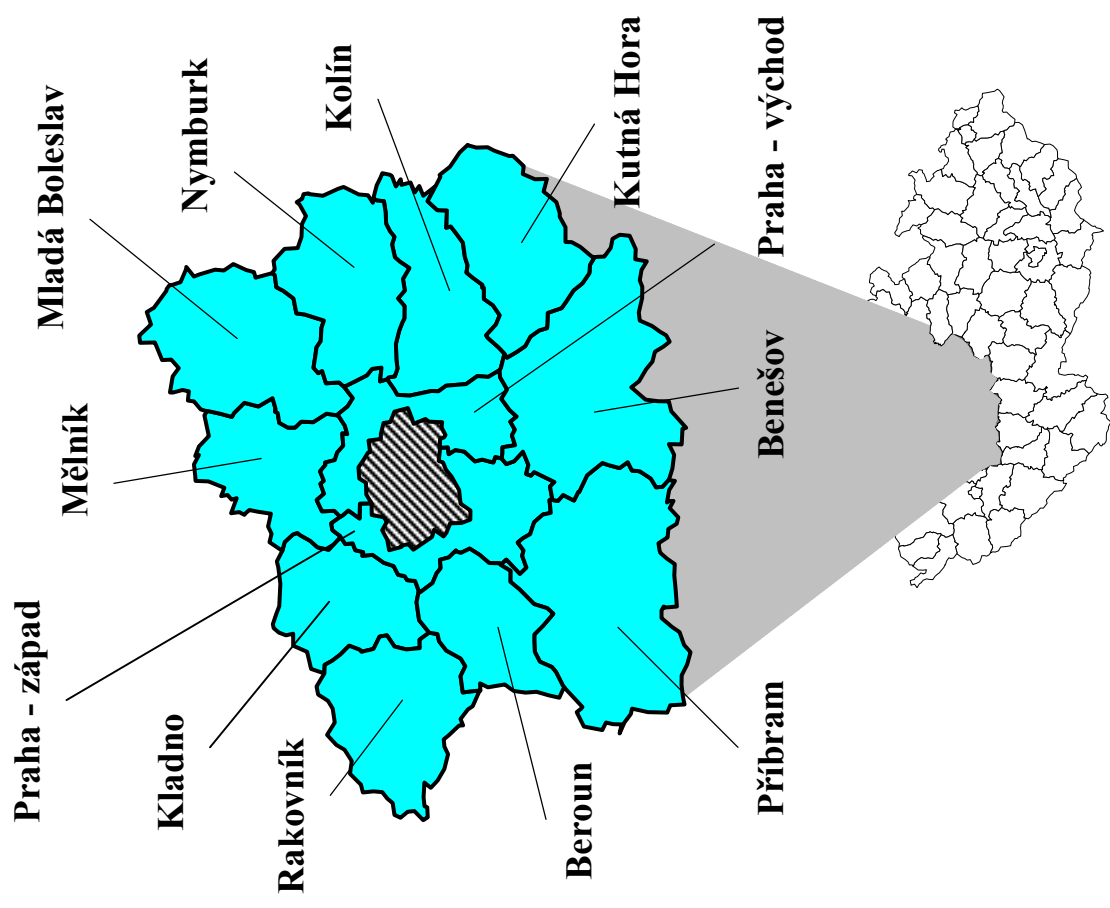 Praha - západ
Mladá Boleslav
Mělník
Kladno
Nymburk
Rakovník
Kolín
Beroun
Kutná Hora
Příbram
Benešov
Praha - východ